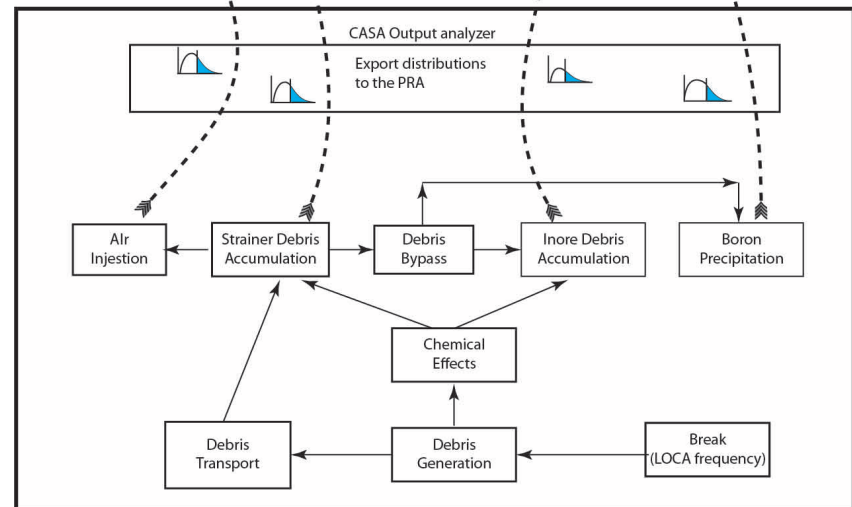 CASA Output analyzer
Export distributions
to the PRA
AIr
Injestion
Strainer Debris
Accumulation
Debris
Bypass
Inore Debris
Accumulation
Boron
Precipitation
Chemical
Effects
Debris
Transport
Debris
Generation
Break
(LOCA frequency)